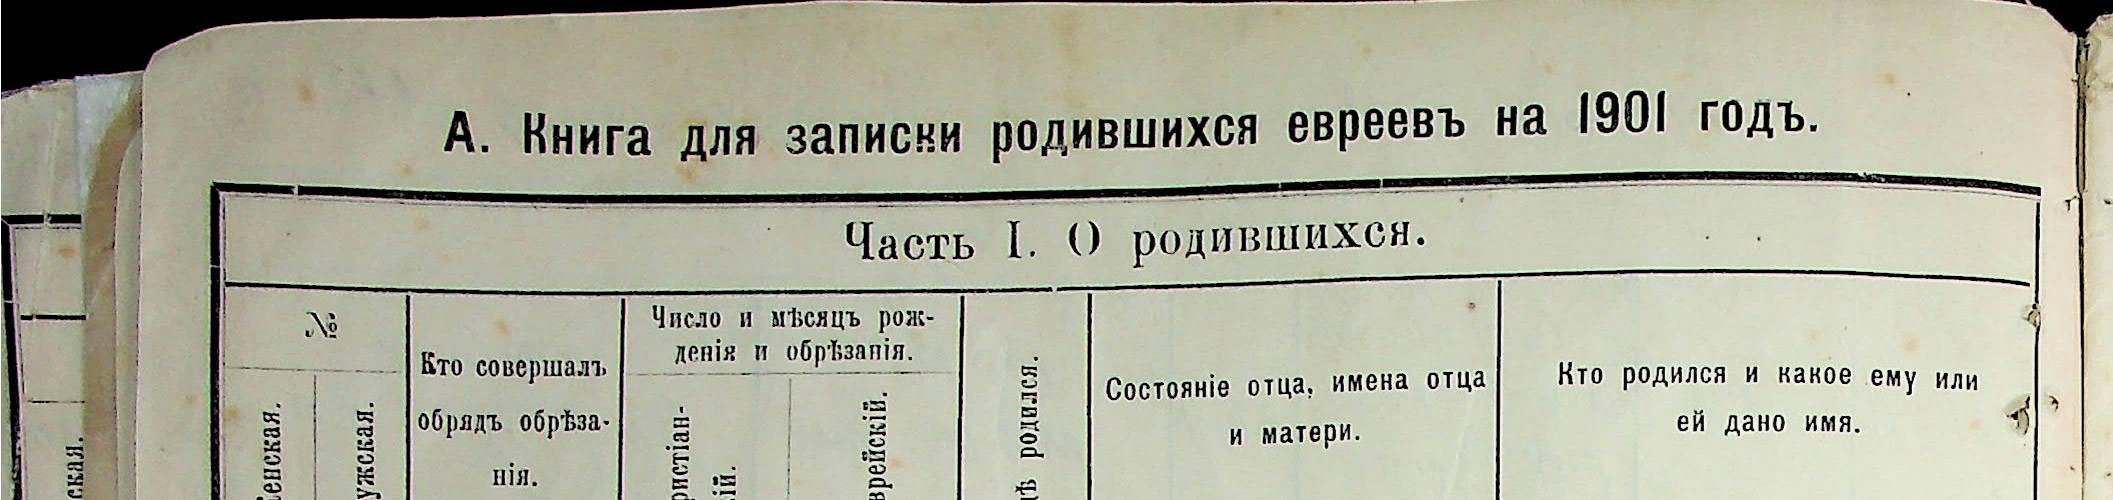 А. Книга для записки родившихся евреевъ на 1901 годъ.
Часть I. О родившихся.
№
Кто совершалъ
обрядъ обрѣза-
нія.
Число и мѣсяцъ рож-
денія и обрѣзанія.
родился.
Состояніе отца, имена отца
и матери.
Кто родился и какое ему или
ей дано имя.